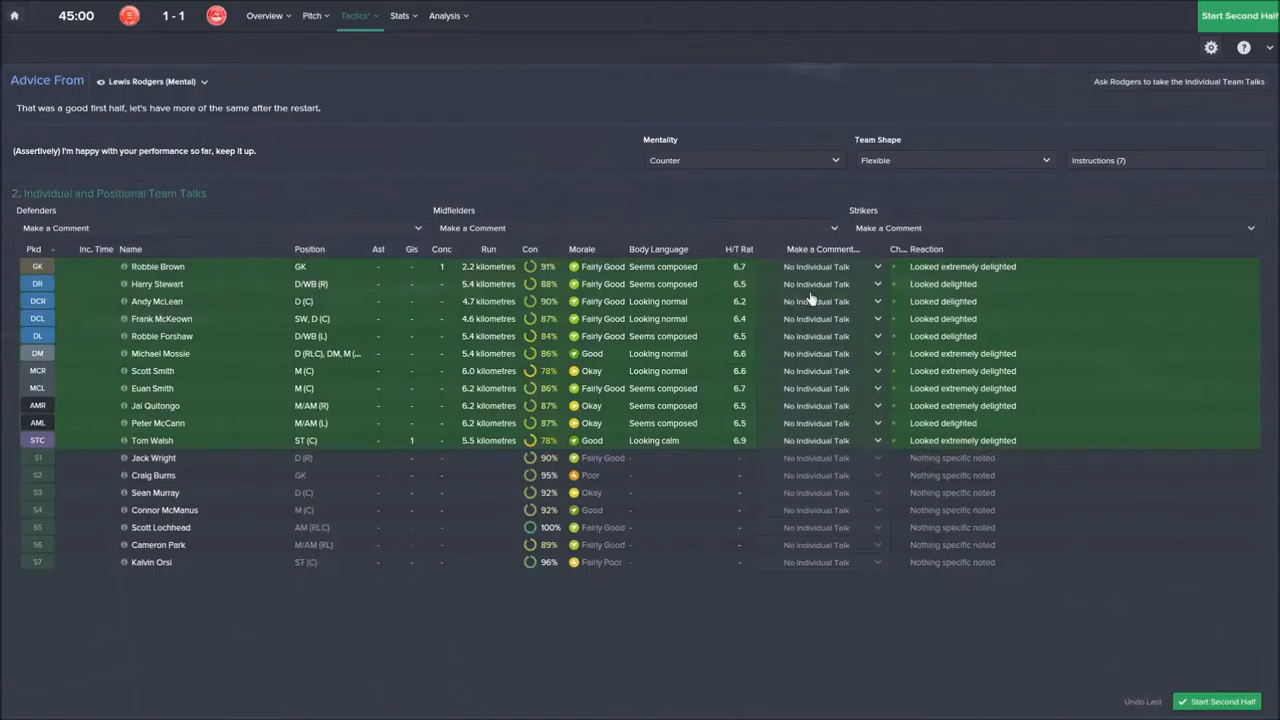 45:00 1 - 1 Overview Pitch Tactics* Stats Analysis Start Second Half
Advice From Lewis Rodgers (Mental) Ask Rodgers to take the Individual Team Talks
That was a good first half, let's have more of the same after the restart.
Mentality Team Shape
(Assertively) I'm happy with your performance so far, keep it up.
Counter Flexible Instructions (7)
2. Individual and Positional Team Talks
Defenders Midfielders Strikers
Make a Comment Make a Comment Make a Comment
Pkd Inc. Time Name Position Ast Gls Conc Run Con Morale Body Language H/T Rat Make a Comment... Ch... Reaction
GK Robbie Brown GK - - 1 2.2 kilometres 91% Fairly Good Seems composed 6.7 No Individual Talk Looked extremely delighted
DR Harry Stewart D/WB (R) - - - 5.4 kilometres 88% Fairly Good Seems composed 6.5 No Individual Talk Looked delighted
DCR Andy McLean D (C) - - - 4.7 kilometres 90% Fairly Good Looking normal 6.2 No Individual Talk Looked delighted
DCL Frank McKeown SW, D (C) - - - 4.6 kilometres 87% Fairly Good Looking normal 6.4 No Individual Talk Looked delighted
DL Robbie Forshaw D/WB (L) - - - 5.4 kilometres 84% Fairly Good Seems composed 6.5 No Individual Talk Looked delighted
DM Michael Mossie D (RLC), DM, M (... - - - 5.4 kilometres 86% Good Looking normal 6.6 No Individual Talk Looked extremely delighted
MCR Scott Smith M (C) - - - 6.0 kilometres 78% Okay Looking normal 6.6 No Individual Talk Looked extremely delighted
MCL Euan Smith M (C) - - - 6.2 kilometres 86% Fairly Good Seems composed 6.7 No Individual Talk Looked extremely delighted
AMR Jai Quitongo M/AM (R) - - - 6.2 kilometres 87% Okay Seems composed 6.5 No Individual Talk Looked extremely delighted
AML Peter McCann M/AM (L) - - - 6.2 kilometres 87% Okay Seems composed 6.5 No Individual Talk Looked delighted
STC Tom Walsh ST (C) - 1 - 5.5 kilometres 78% Good Looking calm 6.9 No Individual Talk Looked extremely delighted
S1 Jack Wright D (R) - - - 90% Fairly Good - - No Individual Talk Nothing specific noted
S2 Craig Burns GK - - - 95% Poor - - No Individual Talk Nothing specific noted
S3 Sean Murray D (C) - - - 92% Okay - - No Individual Talk Nothing specific noted
S4 Connor McManus M (C) - - - 92% Good - - No Individual Talk Nothing specific noted
S5 Scott Lochhead AM (RLC) - - - 100% Fairly Good - - No Individual Talk Nothing specific noted
S6 Cameron Park M/AM (RL) - - - 89% Fairly Good - - No Individual Talk Nothing specific noted
S7 Kalvin Orsi ST (C) - - - 96% Fairly Poor - - No Individual Talk Nothing specific noted
Undo Last Start Second Half